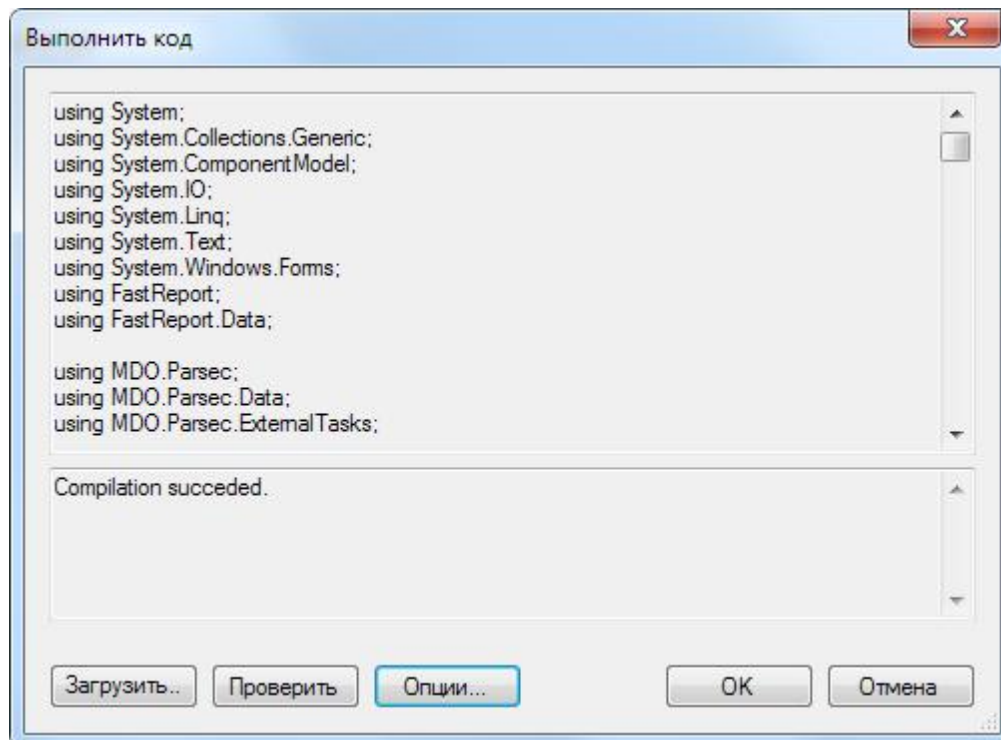 Выполнить код
using System;
using System.Collections.Generic;
using System.ComponentModel;
using System.IO;
using System.Linq;
using System.Text;
using System.Windows.Forms;
using FastReport;
using FastReport.Data;
using MDO.Parsec;
using MDO.Parsec.Data;
using MDO.Parsec.ExternalTasks;
Compilation succeded.
Загрузить..
Проверить
Опции...
OK
Отмена